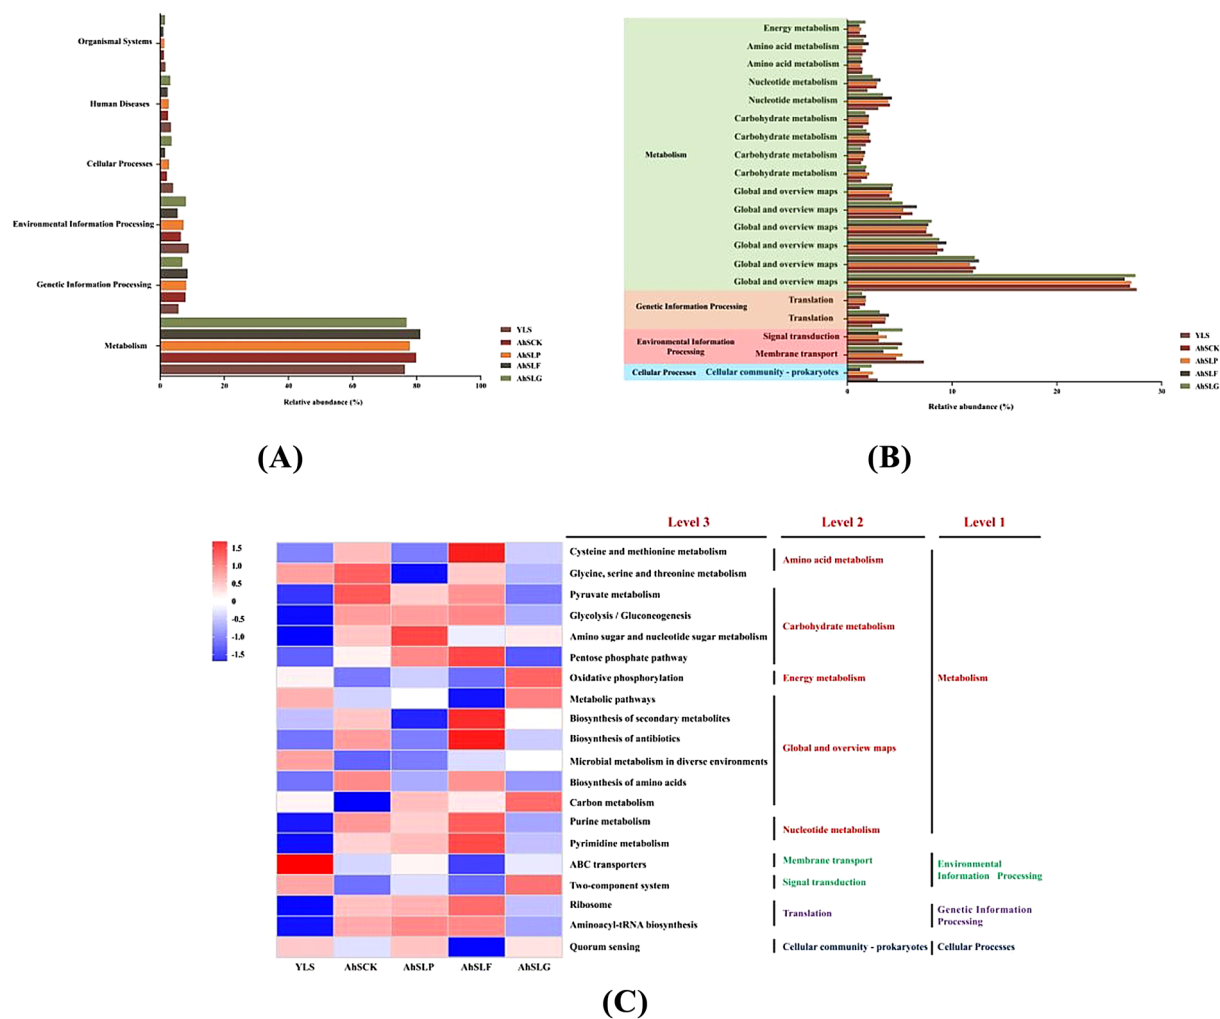 Organismal Systems
Human Diseases
Cellular Processes
Environmental Information Processing
Genetic Information Processing
Metabolism
0
20
40
60
80
100
Relative abundance (%)
YLS
AhSCK
AhSLP
AhSLF
AhSLG
(A)
Energy metabolism
Amino acid metabolism
Amino acid metabolism
Nucleotide metabolism
Nucleotide metabolism
Carbohydrate metabolism
Carbohydrate metabolism
Carbohydrate metabolism
Carbohydrate metabolism
Global and overview maps
Global and overview maps
Global and overview maps
Global and overview maps
Global and overview maps
Global and overview maps
Translation
Translation
Signal transduction
Membrane transport
Cellular community - prokaryotes
Metabolism
Genetic Information Processing
Environmental Information
Processing
Cellular Processes
0
10
20
30
Relative abundance (%)
YLS
AhSCK
AhSLP
AhSLF
AhSLG
(B)
Level 3
Level 2
Level 1
1.5
1.0
0.5
0
-0.5
-1.0
-1.5
Cysteine and methionine metabolism
Glycine, serine and threonine metabolism
Pyruvate metabolism
Glycolysis / Gluconeogenesis
Amino sugar and nucleotide sugar metabolism
Pentose phosphate pathway
Oxidative phosphorylation
Metabolic pathways
Biosynthesis of secondary metabolites
Biosynthesis of antibiotics
Microbial metabolism in diverse environments
Biosynthesis of amino acids
Carbon metabolism
Purine metabolism
Pyrimidine metabolism
ABC transporters
Two-component system
Ribosome
Aminoacyl-tRNA biosynthesis
Quorum sensing
Amino acid metabolism
Carbohydrate metabolism
Energy metabolism
Global and overview maps
Nucleotide metabolism
Membrane transport
Signal transduction
Translation
Cellular community - prokaryotes
Metabolism
Environmental
Information Processing
Genetic Information
Processing
Cellular Processes
YLS
AhSCK
AhSLP
AhSLF
AhSLG
(C)